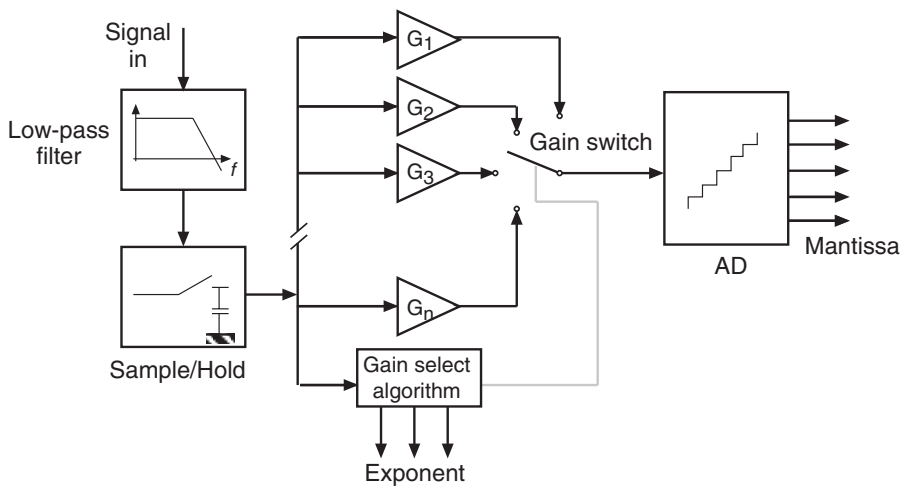 Signal
in
Low-pass
filter
f
Sample/Hold
G1
G2
G3
Gn
Gain switch
Gain select
algorithm
Exponent
AD
Mantissa